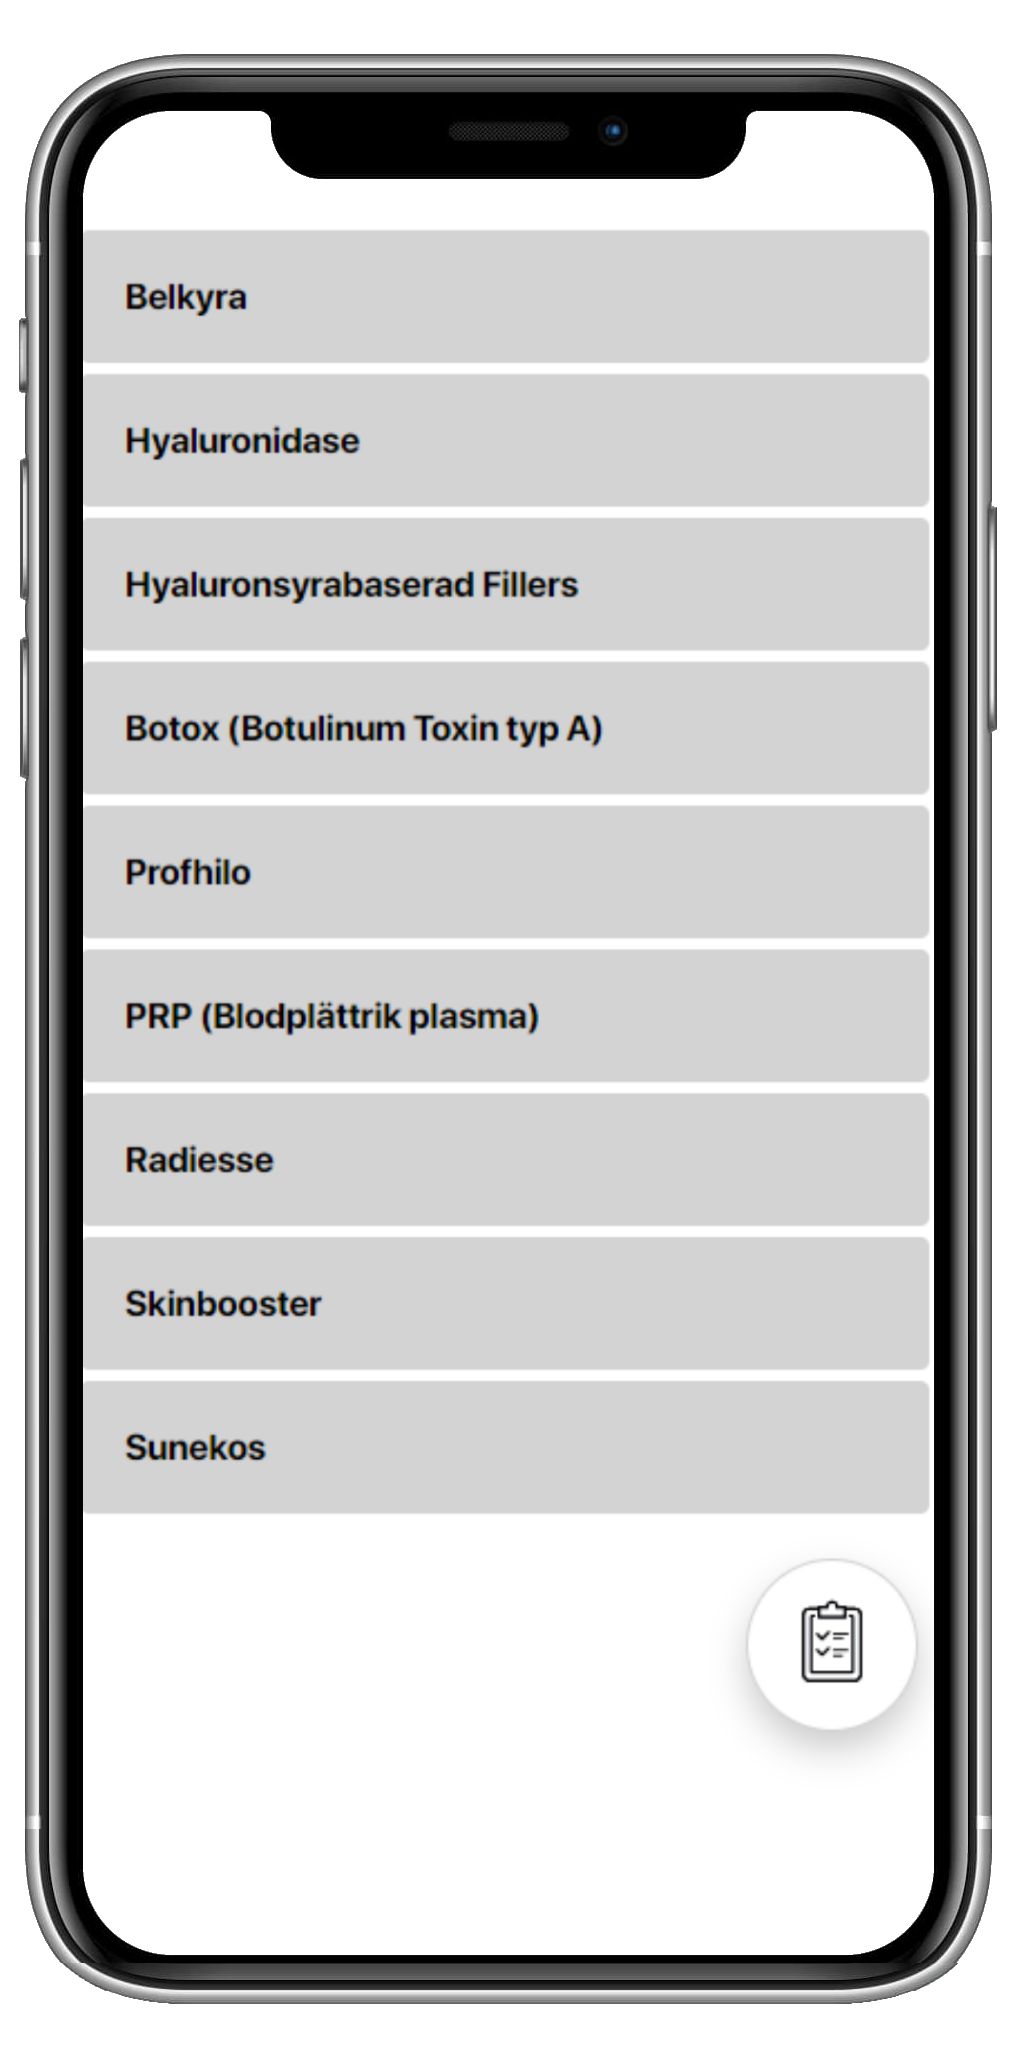 Belkyra
Hyaluronidase
Hyaluronsyrabaserad Fillers
Botox (Botulinum Toxin typ A)
Profhilo
PRP (Blodplättrik plasma)
Radiesse
Skinbooster
Sunekos